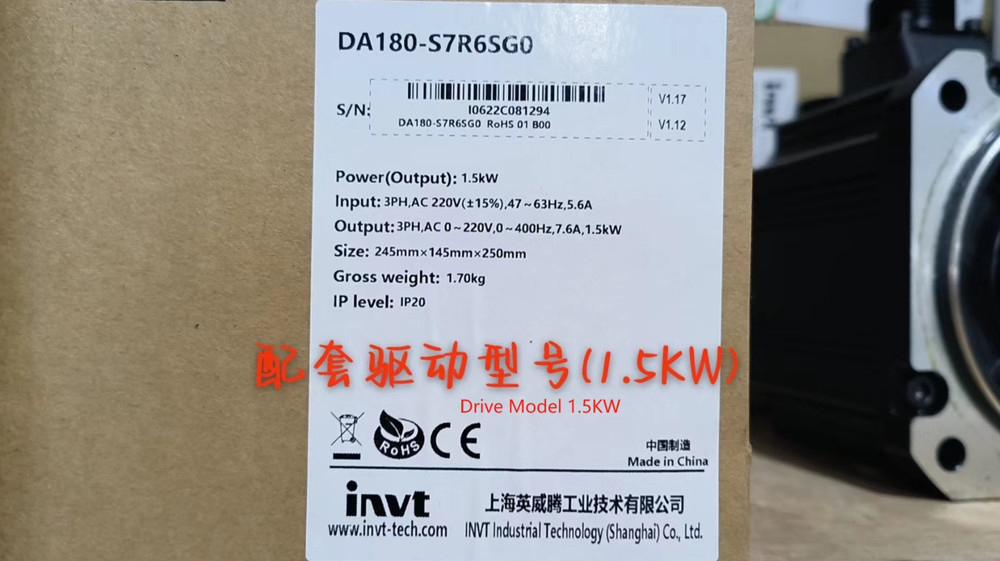 DA180-S7R6SG0
S/N:
I0622C081294
DA180-S7R6SG0 RoHS 01 B00
V1.17
V1.12
Power(Output): 1.5kW
Input: 3PH,AC 220V(±15%),47~63Hz,5.6A
Output: 3PH,AC 0~220V,0~400Hz,7.6A,1.5kW
Size: 245mm×145mm×250mm
Gross weight: 1.70kg
IP level: IP20
配套驱动型号(1.5KW)
Drive Model 1.5KW
RoHS
CE
中国制造
Made in China
invt
上海英威腾工业技术有限公司
www.invt-tech.com
INVT Industrial Technology (Shanghai) Co., Ltd.